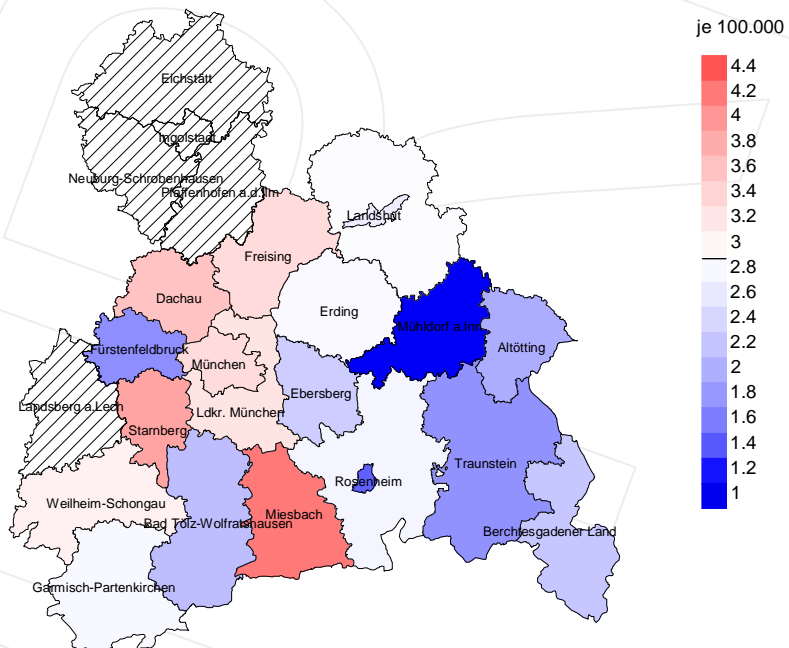 je 100.000
4.4
4.2
4
3.8
3.6
3.4
3.2
3
2.8
2.6
2.4
2.2
2
1.8
1.6
1.4
1.2
1
Eichstätt
Ingolstadt
Neuburg-Schrobenhausen
Pfaffenhofen a.d.Ilm
Landshut
Freising
Dachau
Erding
Mühldorf a.Inn
Fürstenfeldbruck
München
Altötting
Ebersberg
Landsberg a.Lech
Ldkr. München
Starnberg
Traunstein
Rosenheim
Weilheim-Schongau
Miesbach
Bad Tölz-Wolfratshausen
Berchtesgadener Land
Garmisch-Partenkirchen